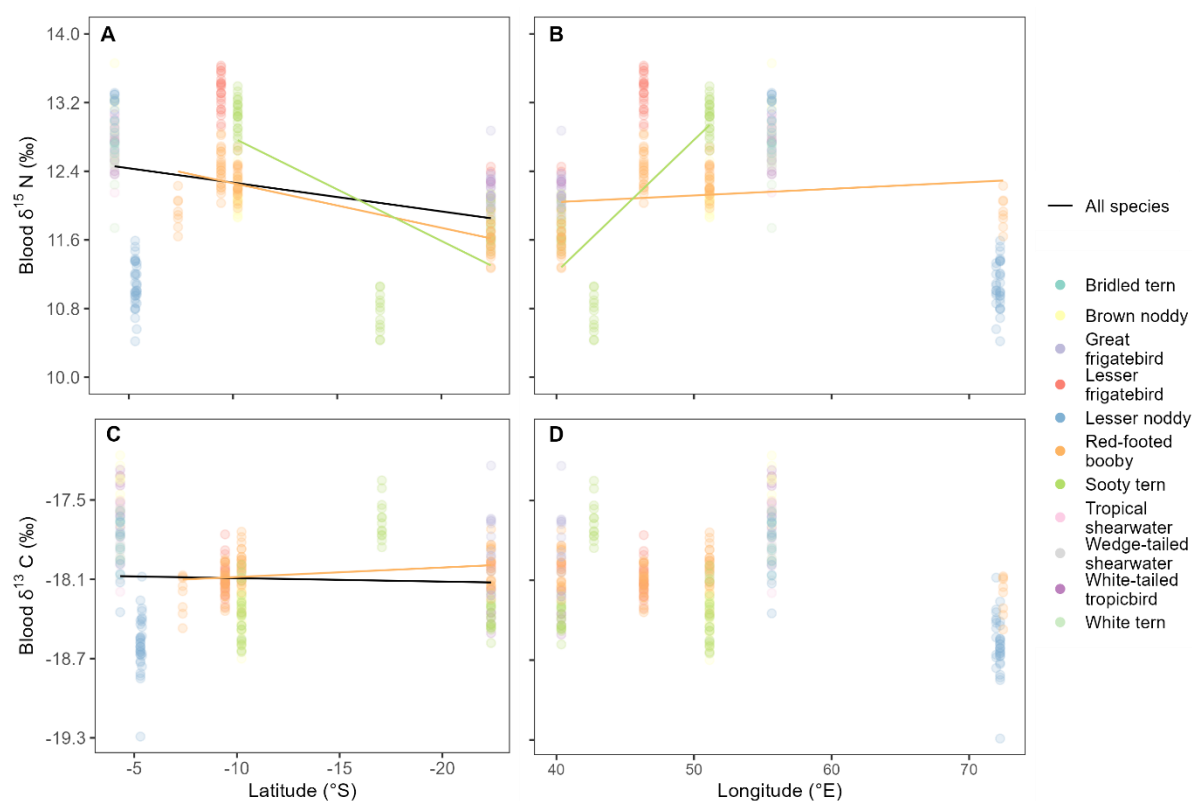 A
B
14.0
13.2
12.4
11.6
10.8
10.0
Blood δ¹⁵ N (‰)
C
D
-17.5
-18.1
-18.7
-19.3
Blood δ¹³ C (‰)
-5
-10
-15
-20
Latitude (°S)
40
50
60
70
Longitude (°E)
All species
Bridled tern
Brown noddy
Great
frigatebird
Lesser
frigatebird
Lesser noddy
Red-footed
booby
Sooty tern
Tropical
shearwater
Wedge-tailed
shearwater
White-tailed
tropicbird
White tern